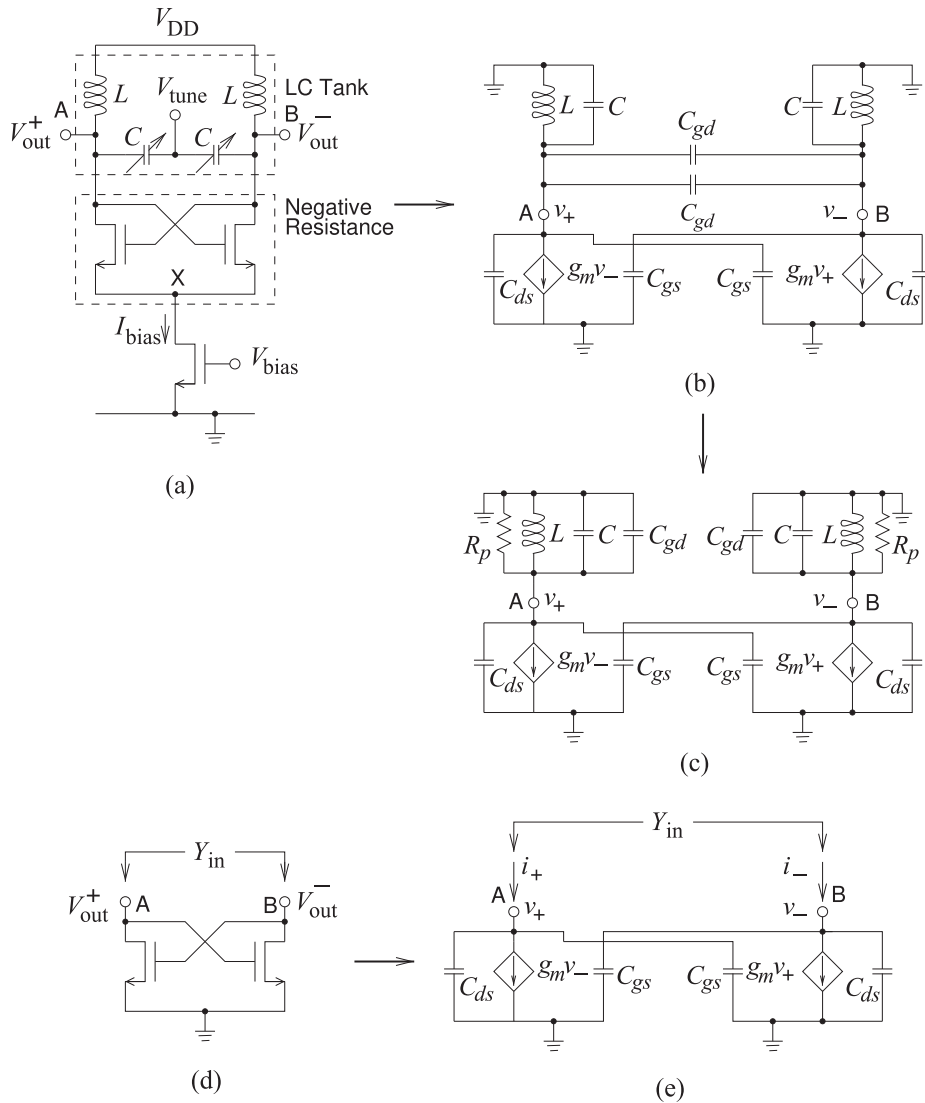 V_DD
LC Tank
A
L
V_tune
L
B
V_out^+
C
C
V_out^−
Negative
Resistance
X
I_bias
V_bias
(a)
L
C
C
L
C_gd
C_gd
A
v_+
v_−
B
C_ds
g_m v_−
C_gs
C_gs
g_m v_+
C_ds
(b)
R_p
L
C
C_gd
C_gd
C
L
R_p
A
v_+
v_−
B
C_ds
g_m v_−
C_gs
C_gs
g_m v_+
C_ds
(c)
Y_in
V_out^+
A
B
V_out^−
(d)
Y_in
i_+
i_−
A
B
v_+
v_−
C_ds
g_m v_−
C_gs
C_gs
g_m v_+
C_ds
(e)